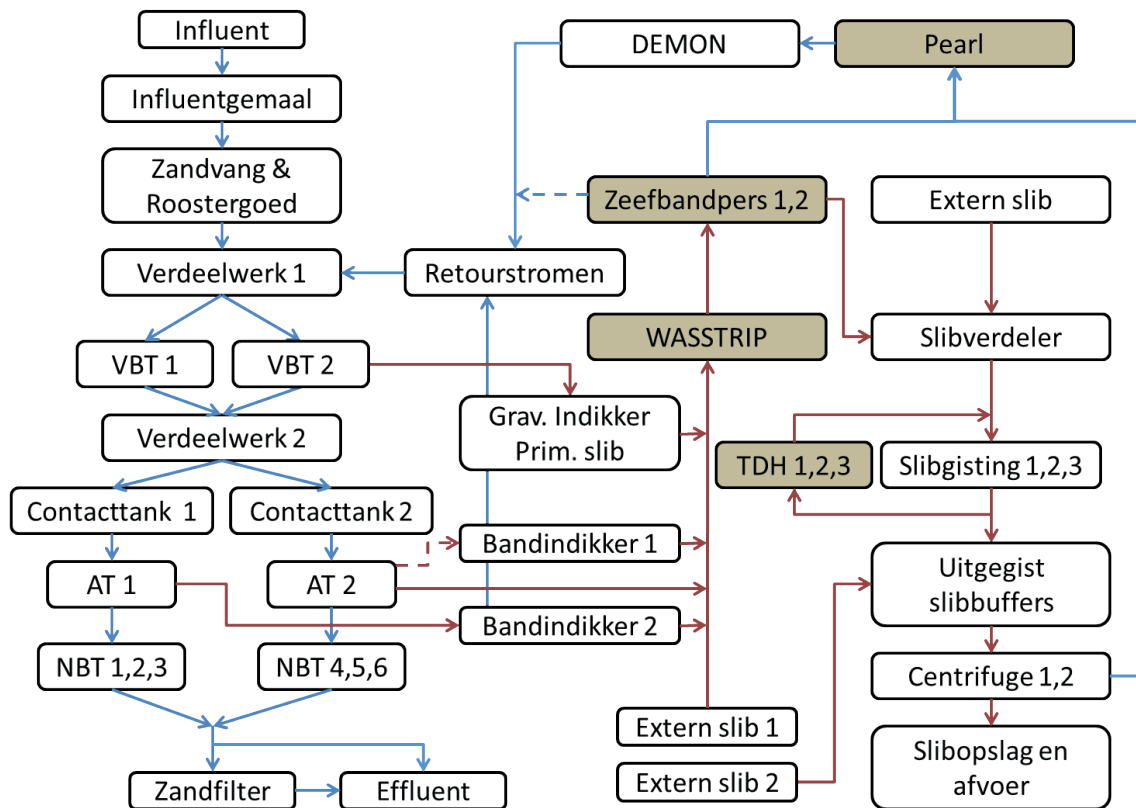 Influent
Influentgemaal
Zandvang &
Roostergoed
Verdeelwerk 1
VBT 1
VBT 2
Verdeelwerk 2
Contacttank 1
Contacttank 2
AT 1
AT 2
NBT 1,2,3
NBT 4,5,6
Zandfilter
Effluent
DEMON
Pearl
Zeefbandpers 1,2
Extern slib
Retourstromen
WASSTRIP
Slibverdeler
Grav. Indikker
Prim. slib
TDH 1,2,3
Slibgisting 1,2,3
Bandindikker 1
Bandindikker 2
Uitgegist
slibbuffers
Centrifuge 1,2
Extern slib 1
Extern slib 2
Slibopslag en
afvoer